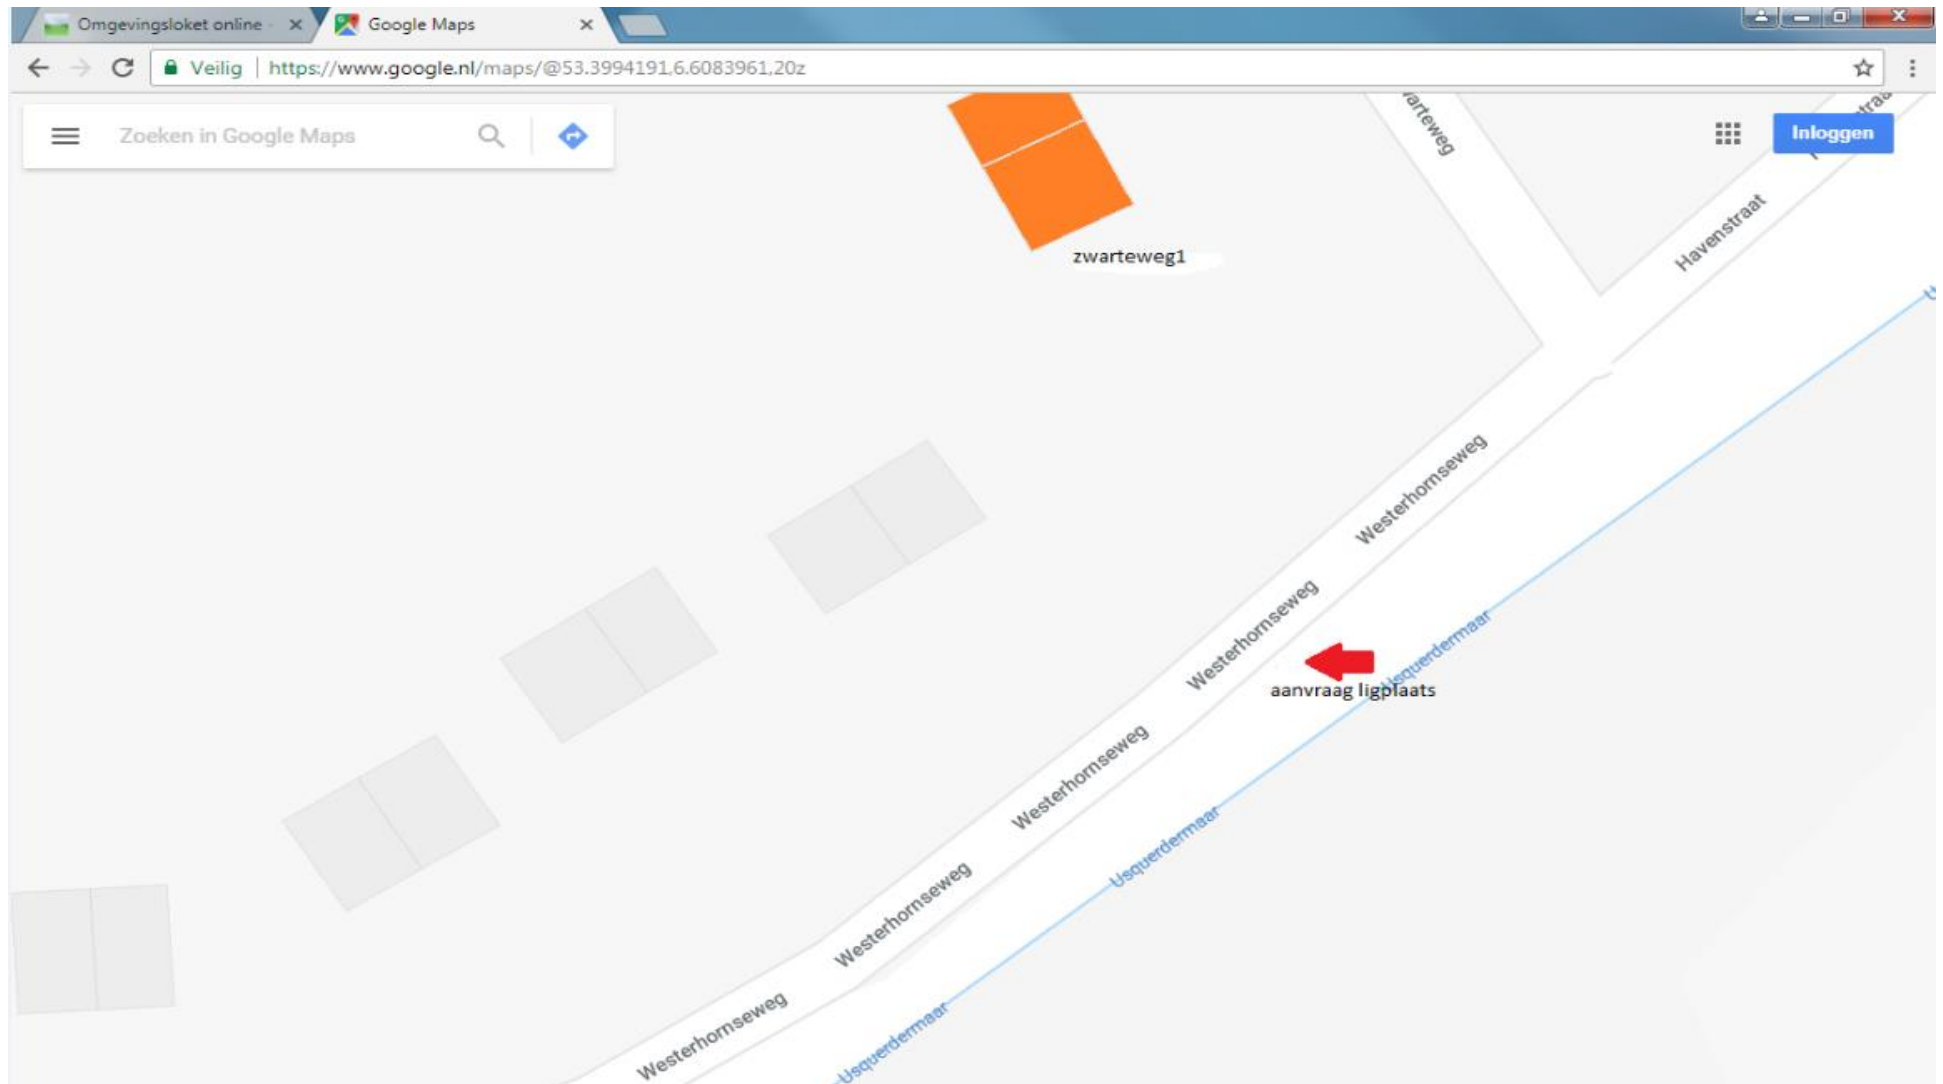 Omgevingsloket online -
Google Maps
Veilig | https://www.google.nl/maps/@53.3994191,6.6083961,20z
Zoeken in Google Maps
Inloggen
arteweg
Havenstraat
zwarteweg1
Westerhornseweg
Westerhornseweg
Usquerdermaar
aanvraag ligplaats
Westerhornseweg
Usquerdermaar
Westerhornseweg
Westerhornseweg
Usquerdermaar